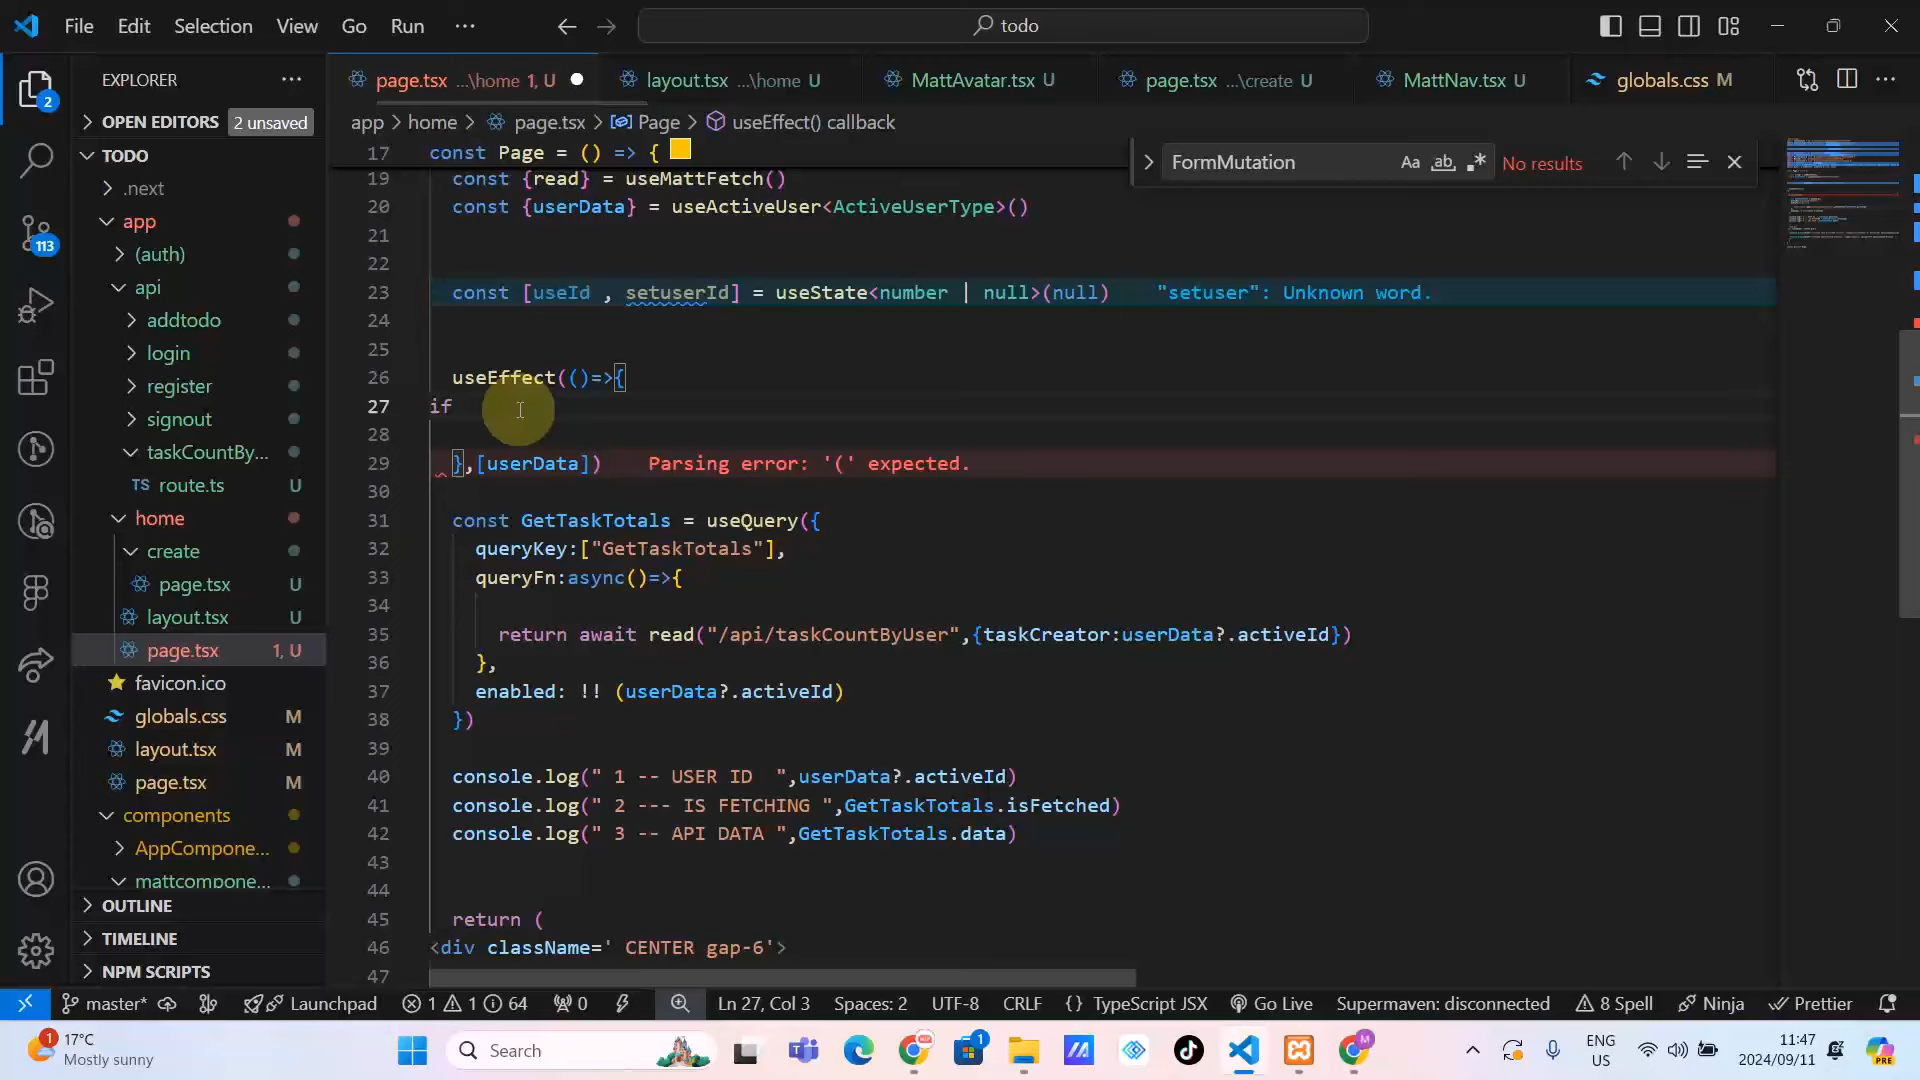 File Edit Selection View Go Run ··· todo
EXPLORER ···
page.tsx ...\home 1, U layout.tsx ...\home U MattAvatar.tsx U page.tsx ...\create U MattNav.tsx U globals.css M ···
OPEN EDITORS 2 unsaved
app > home > page.tsx > Page > useEffect() callback
TODO
.next
app
(auth)
api
addtodo
login
register
signout
taskCountBy...
TS route.ts U
home
create
page.tsx U
layout.tsx U
page.tsx 1, U
favicon.ico
globals.css M
layout.tsx M
page.tsx M
components
AppCompone...
mattcompone...
OUTLINE
TIMELINE
NPM SCRIPTS
2
113
FormMutation Aa ab No results
17 const Page = () => {
19 const {read} = useMattFetch()
20 const {userData} = useActiveUser<ActiveUserType>()
21
22
23 const [useId , setuserId] = useState<number | null>(null) "setuser": Unknown word.
24
25
26 useEffect(()=>{
27 if
28
29 },[userData]) Parsing error: '(' expected.
30
31 const GetTaskTotals = useQuery({
32 queryKey:["GetTaskTotals"],
33 queryFn:async()=>{
34
35 return await read("/api/taskCountByUser",{taskCreator:userData?.activeId})
36 },
37 enabled: !! (userData?.activeId)
38 })
39
40 console.log(" 1 -- USER ID  ",userData?.activeId)
41 console.log(" 2 --- IS FETCHING ",GetTaskTotals.isFetched)
42 console.log(" 3 -- API DATA ",GetTaskTotals.data)
43
44
45 return (
46 <div className=' CENTER gap-6'>
47
master* Launchpad 1 1 64 0 Ln 27, Col 3 Spaces: 2 UTF-8 CRLF {} TypeScript JSX Go Live Supermaven: disconnected 8 Spell Ninja Prettier
1 17°C
Mostly sunny
Search
1
M
ENG
US
11:47
2024/09/11
PRE